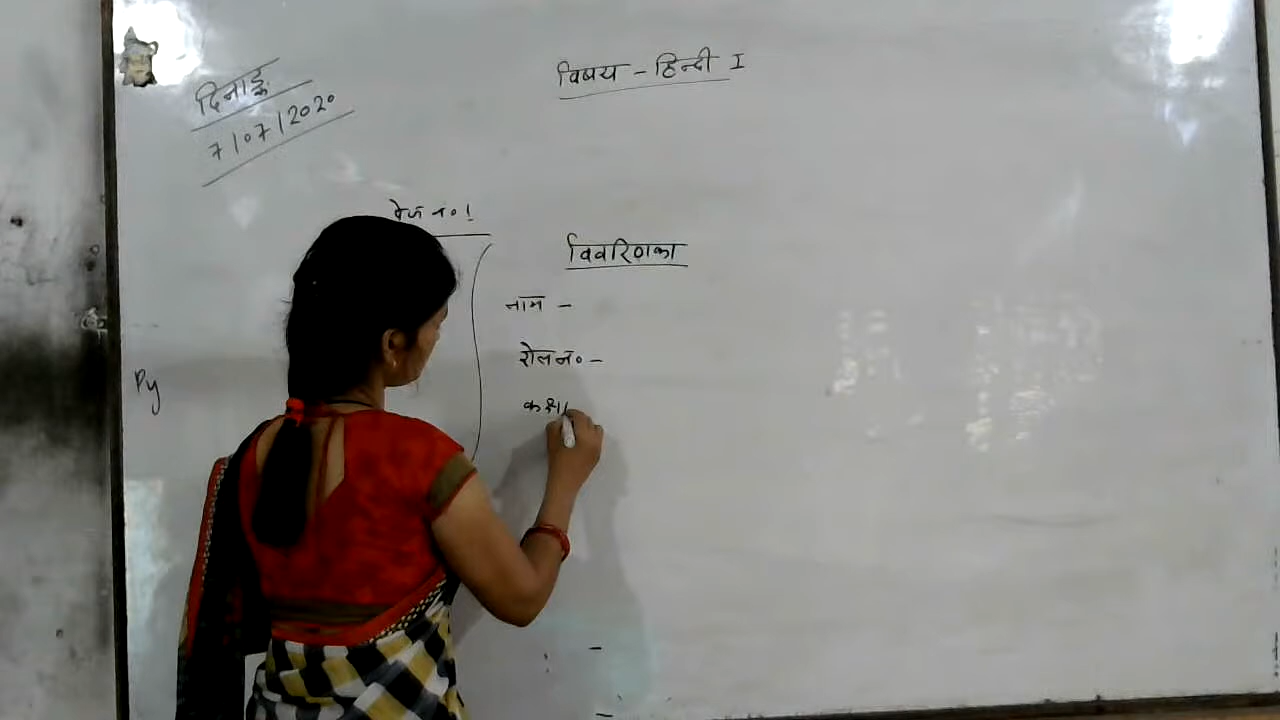 विषय - हिन्दी I
दिनाङ्क
7/07/2020
पेज न० 1
विवरणिका
नाम -
रोल न० -
कक्षा
Py